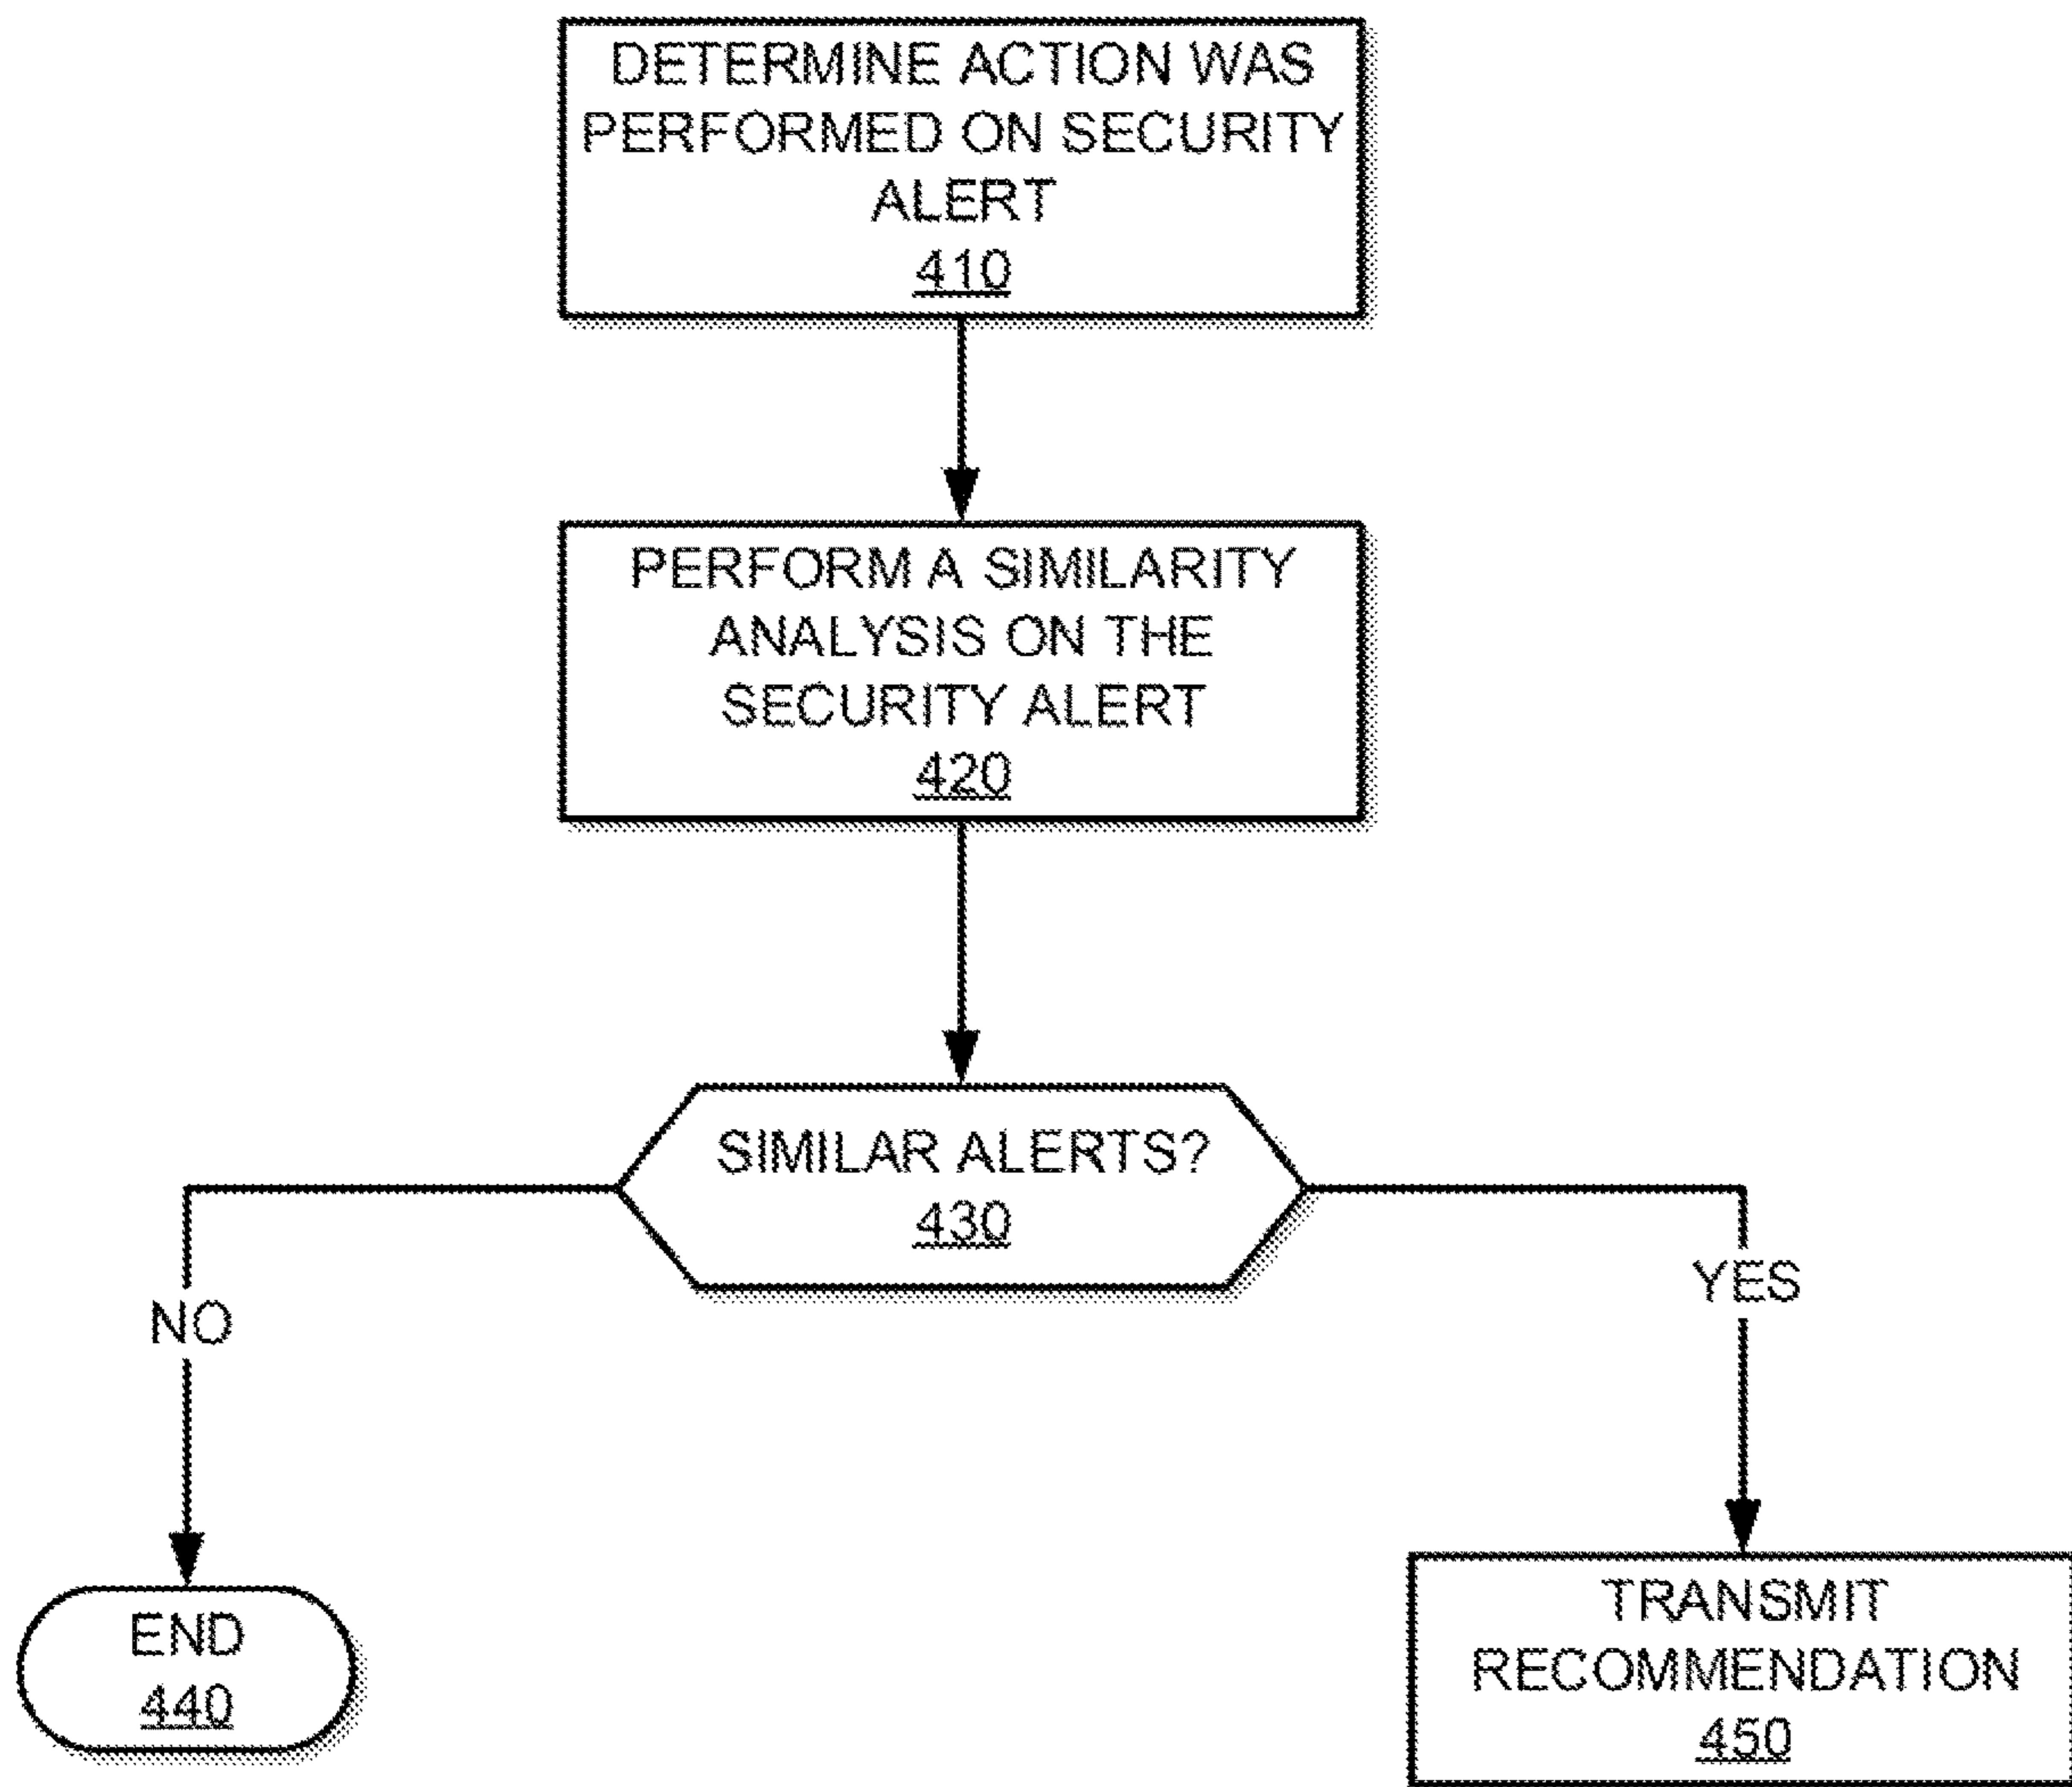 DETERMINE ACTION WAS
PERFORMED ON SECURITY
ALERT
410
PERFORM A SIMILARITY
ANALYSIS ON THE
SECURITY ALERT
420
SIMILAR ALERTS?
430
NO
YES
END
440
TRANSMIT
RECOMMENDATION
450